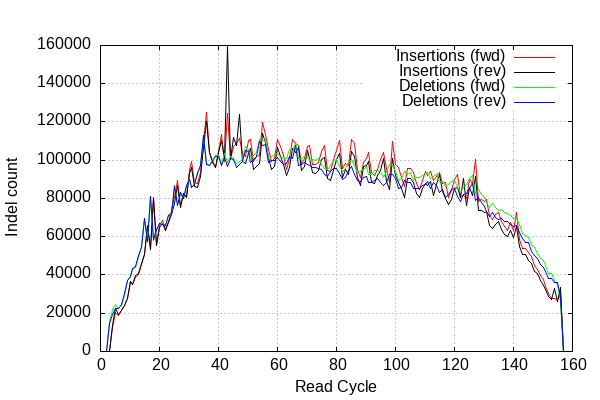 160000
140000
120000
100000
80000
60000
40000
20000
0
Indel count
Insertions (fwd)
Insertions (rev)
Deletions (fwd)
Deletions (rev)
0 20 40 60 80 100 120 140 160
Read Cycle